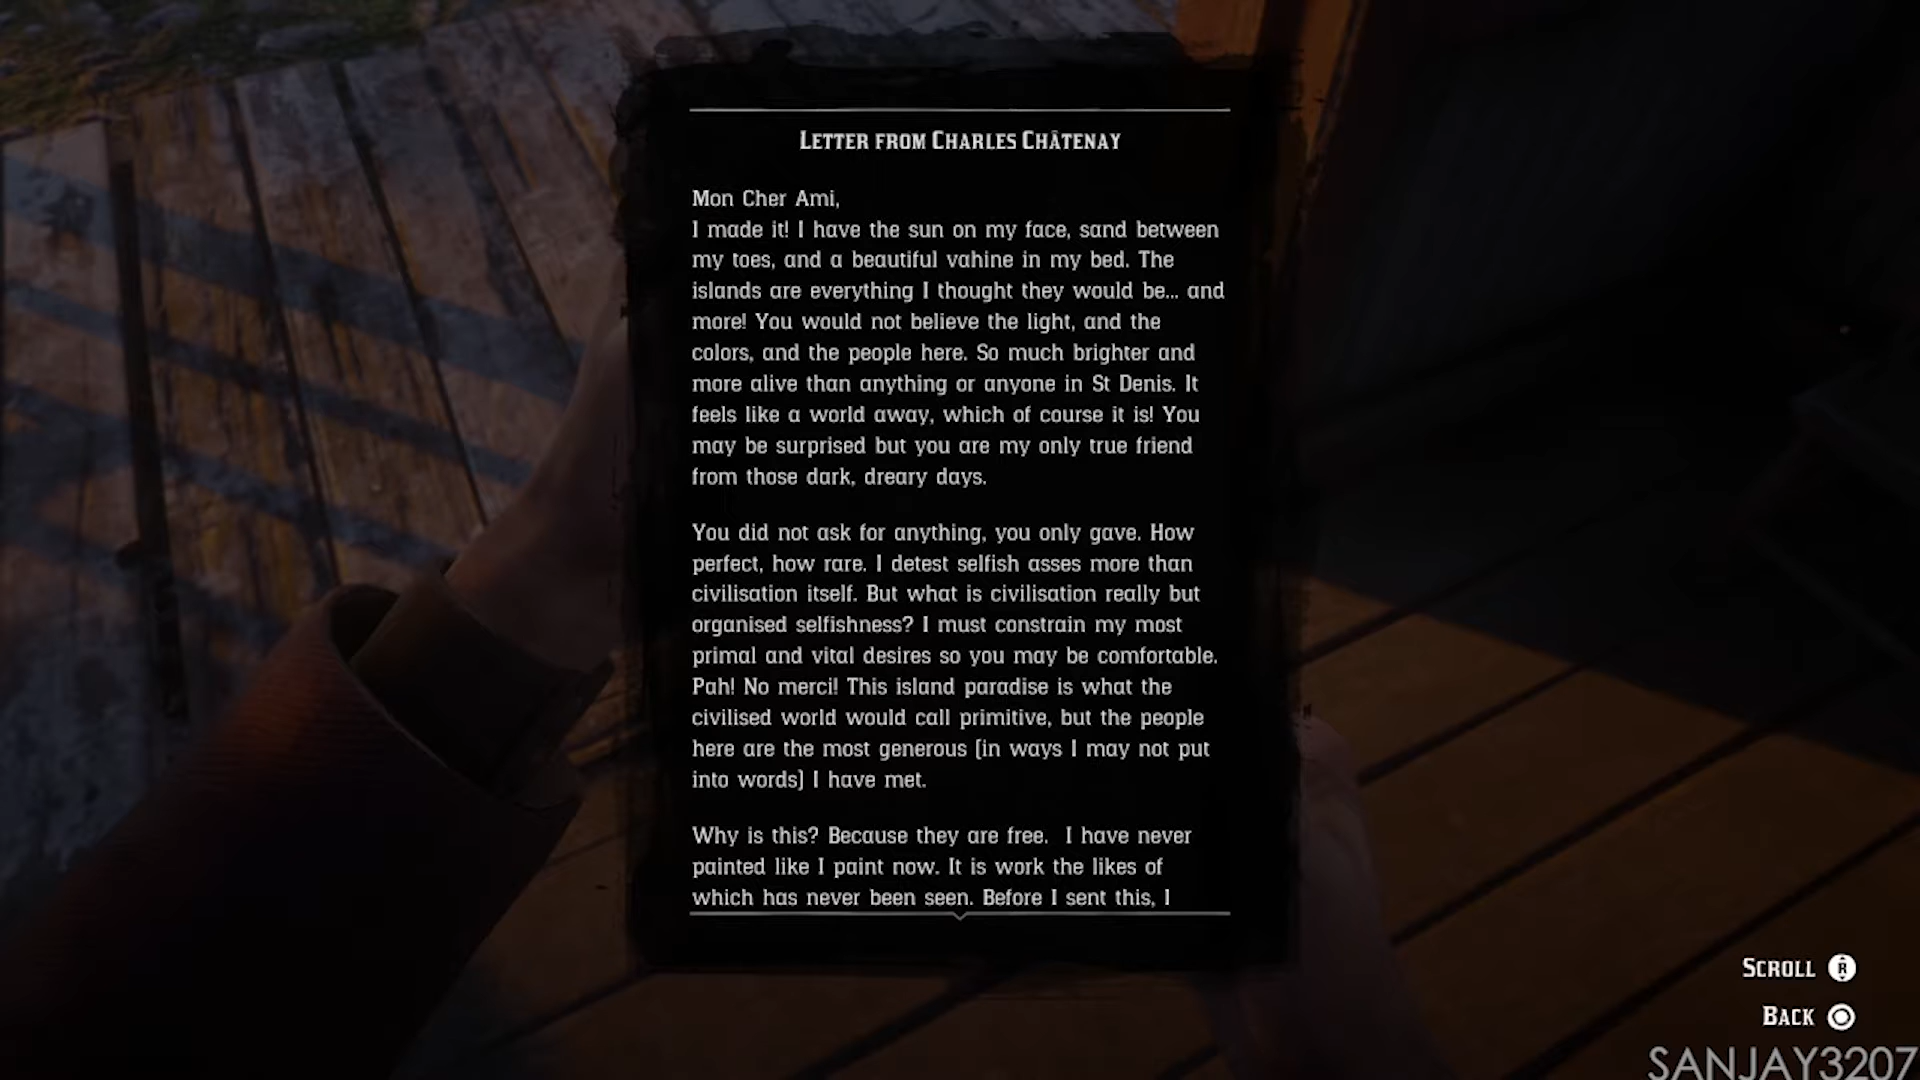 LETTER FROM CHARLES CHÂTENAY
Mon Cher Ami,
I made it! I have the sun on my face, sand between
my toes, and a beautiful vahine in my bed. The
islands are everything I thought they would be... and
more! You would not believe the light, and the
colors, and the people here. So much brighter and
more alive than anything or anyone in St Denis. It
feels like a world away, which of course it is! You
may be surprised but you are my only true friend
from those dark, dreary days.
You did not ask for anything, you only gave. How
perfect, how rare. I detest selfish asses more than
civilisation itself. But what is civilisation really but
organised selfishness? I must constrain my most
primal and vital desires so you may be comfortable.
Pah! No merci! This island paradise is what the
civilised world would call primitive, but the people
here are the most generous (in ways I may not put
into words) I have met.
Why is this? Because they are free.  I have never
painted like I paint now. It is work the likes of
which has never been seen. Before I sent this, I
SCROLL R
BACK
SANJAY3207